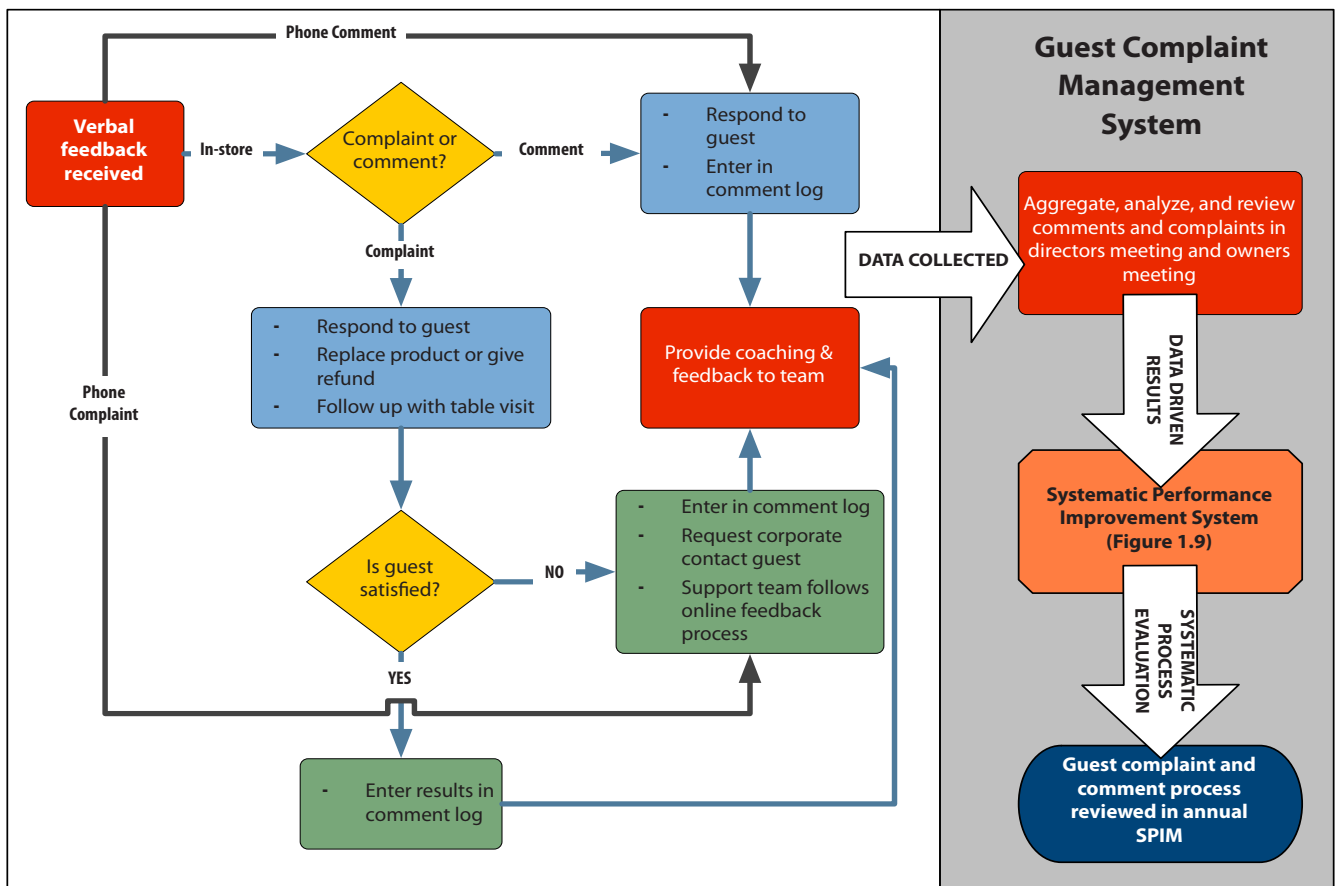 Phone Comment
Verbal
feedback
received
In-store
Complaint or
comment?
Comment
- Respond to
guest
- Enter in
comment log
Complaint
- Respond to guest
- Replace product or give
refund
- Follow up with table visit
Provide coaching &
feedback to team
Phone
Complaint
Is guest
satisfied?
NO
- Enter in comment log
- Request corporate
contact guest
- Support team follows
online feedback
process
YES
- Enter results in
comment log
DATA COLLECTED
Guest Complaint
Management
System
Aggregate, analyze, and review
comments and complaints in
directors meeting and owners
meeting
DATA DRIVEN
RESULTS
Systematic Performance
Improvement System
(Figure 1.9)
SYSTEMATIC
PROCESS
EVALUATION
Guest complaint and
comment process
reviewed in annual
SPIM